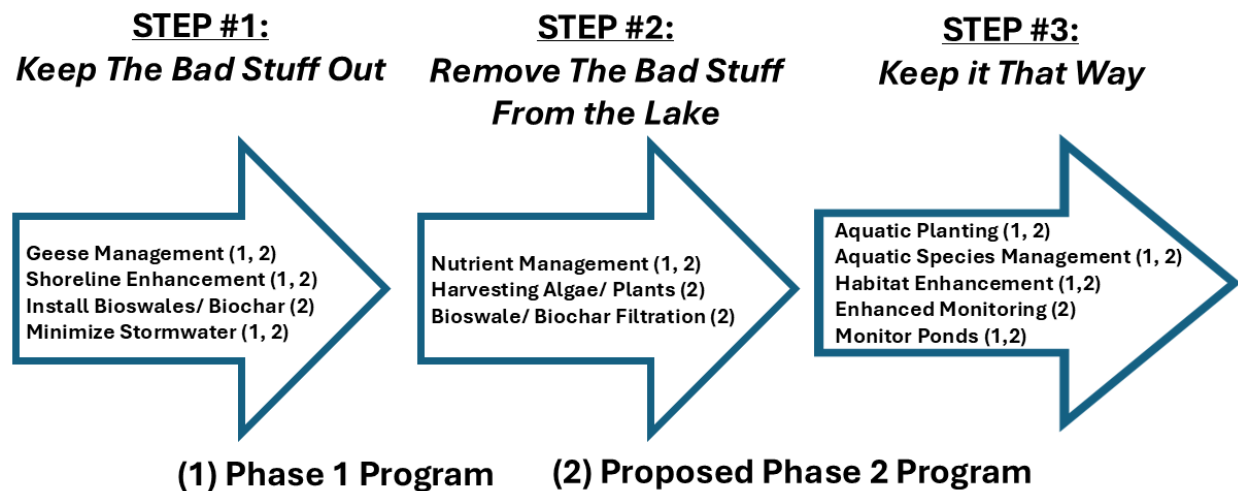 STEP #1:
Keep The Bad Stuff Out
Geese Management (1, 2)
Shoreline Enhancement (1, 2)
Install Bioswales/ Biochar (2)
Minimize Stormwater (1, 2)
STEP #2:
Remove The Bad Stuff
From the Lake
Nutrient Management (1, 2)
Harvesting Algae/ Plants (2)
Bioswale/ Biochar Filtration (2)
STEP #3:
Keep it That Way
Aquatic Planting (1, 2)
Aquatic Species Management (1, 2)
Habitat Enhancement (1,2)
Enhanced Monitoring (2)
Monitor Ponds (1,2)
(1) Phase 1 Program
(2) Proposed Phase 2 Program